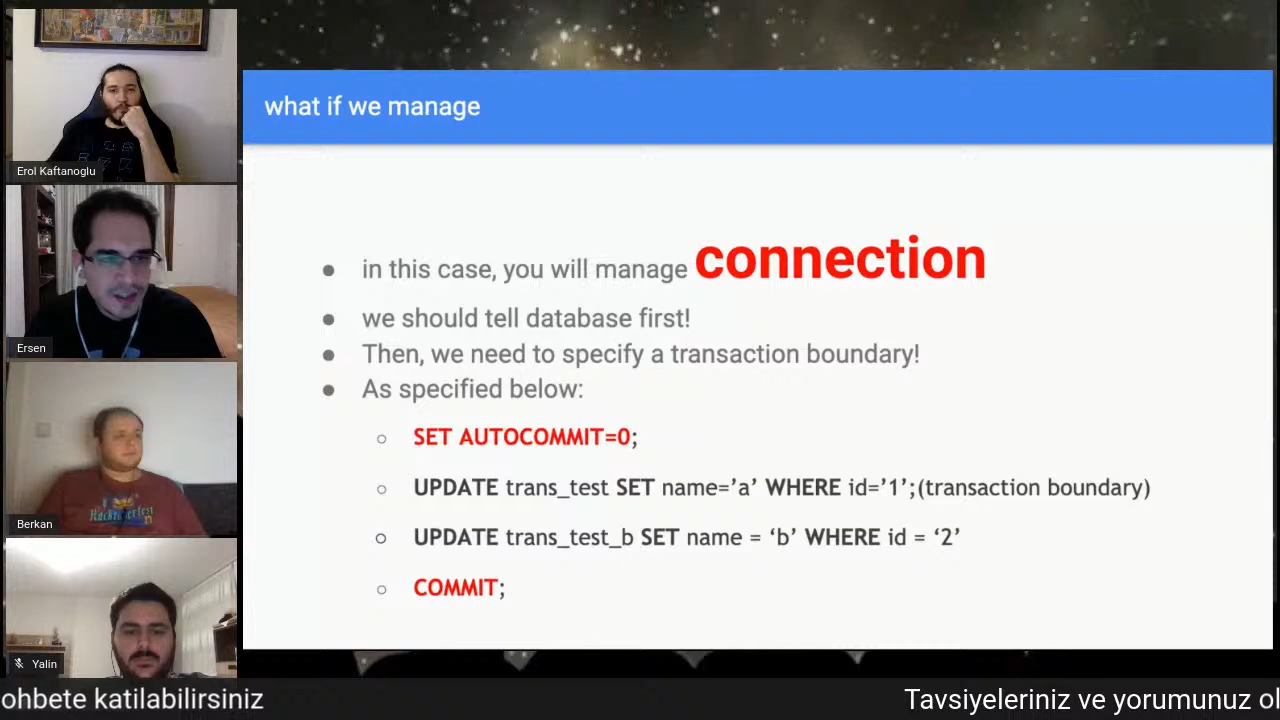 Erol Kaftanoglu
Ersen
Berkan
Hacktoberfest
Yalin
what if we manage
● in this case, you will manage connection
● we should tell database first!
● Then, we need to specify a transaction boundary!
● As specified below:
○ SET AUTOCOMMIT=0;
○ UPDATE trans_test SET name=’a’ WHERE id=’1’;(transaction boundary)
○ UPDATE trans_test_b SET name = ‘b’ WHERE id = ‘2’
○ COMMIT;
ohbete katilabilirsiniz
Tavsiyeleriniz ve yorumunuz ol